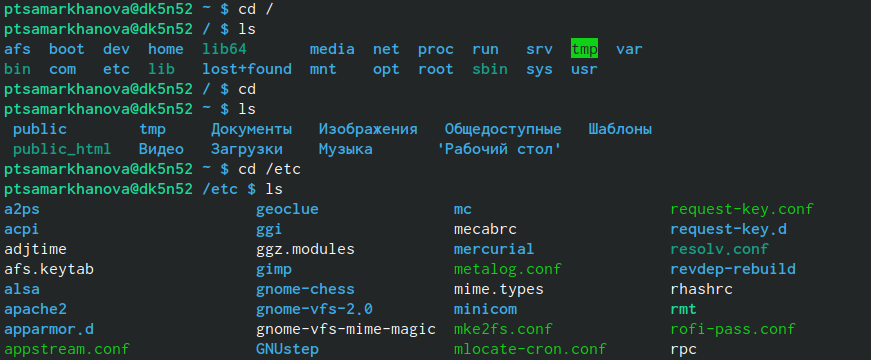 ptsamarkhanova@dk5n52 ~ $ cd /
ptsamarkhanova@dk5n52 / $ ls
afs boot dev home lib64 media net proc run srv tmp var
bin com etc lib lost+found mnt opt root sbin sys usr
ptsamarkhanova@dk5n52 / $ cd
ptsamarkhanova@dk5n52 ~ $ ls
public tmp Документы Изображения Общедоступные Шаблоны
public_html Видео Загрузки Музыка 'Рабочий стол'
ptsamarkhanova@dk5n52 ~ $ cd /etc
ptsamarkhanova@dk5n52 /etc $ ls
a2ps geoclue mc request-key.conf
acpi ggi mecabrc request-key.d
adjtime ggz.modules mercurial resolv.conf
afs.keytab gimp metalog.conf revdep-rebuild
alsa gnome-chess mime.types rhashrc
apache2 gnome-vfs-2.0 minicom rmt
apparmor.d gnome-vfs-mime-magic mke2fs.conf rofi-pass.conf
appstream.conf GNUstep mlocate-cron.conf rpc